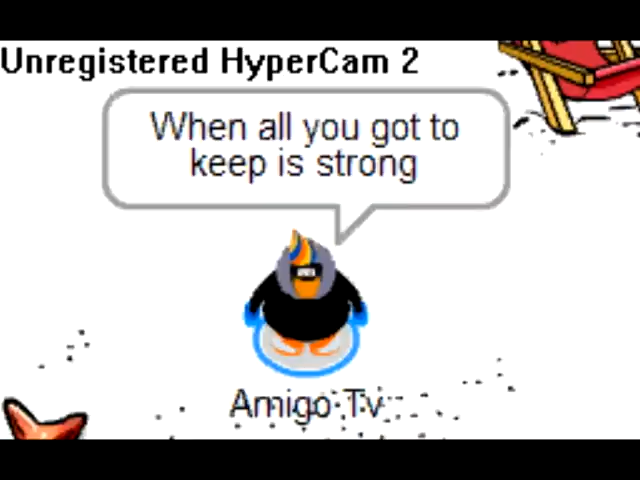 Unregistered HyperCam 2
When all you got to
keep is strong
Amigo Tv